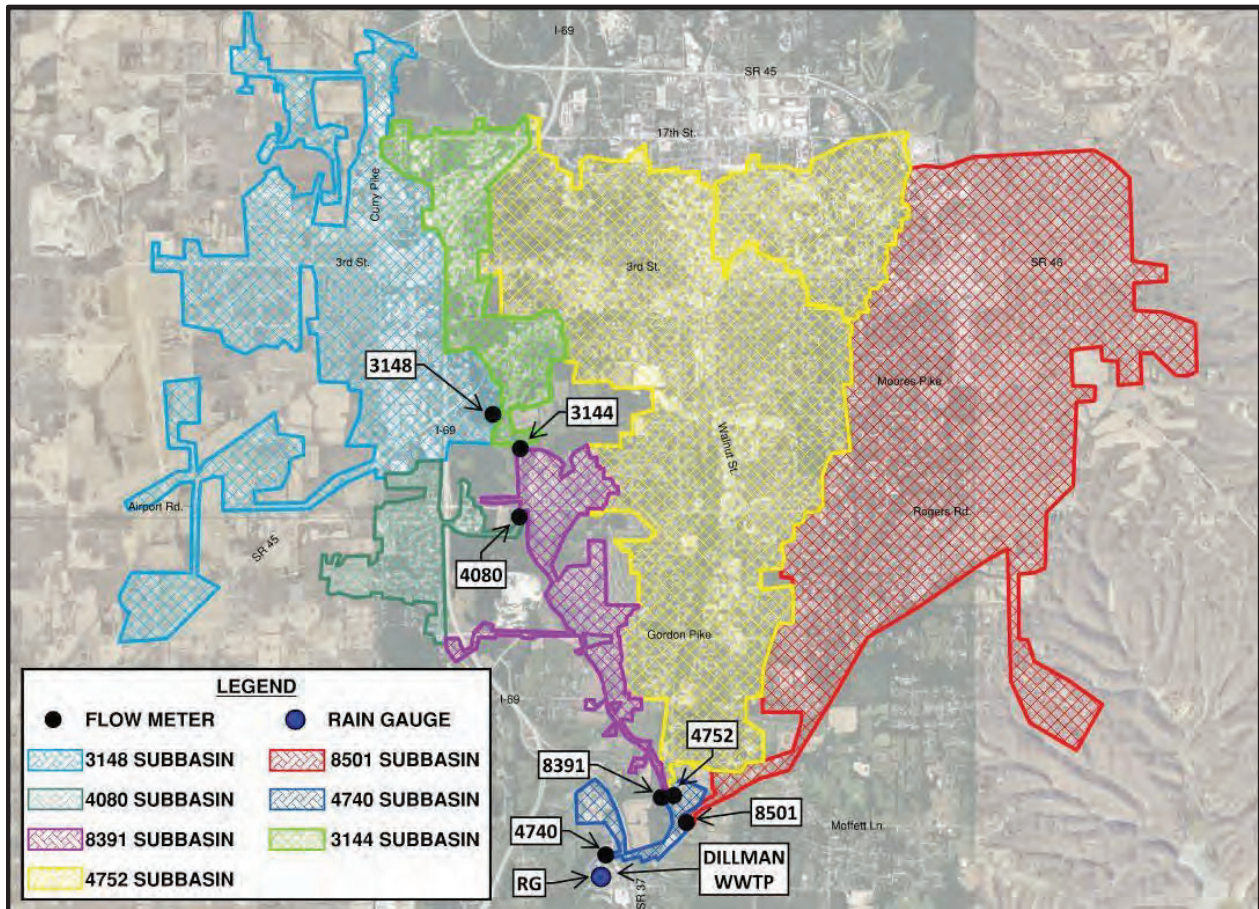 I-69
SR 45
17th St.
Curry Pike
3rd St.
3rd St.
SR 46
3148
Moores Pike
3144
I-69
Walnut St.
Airport Rd.
Rogers Rd.
SR 45
4080
Gordon Pike
I-69
LEGEND
FLOW METER
RAIN GAUGE
3148 SUBBASIN
8501 SUBBASIN
4080 SUBBASIN
4740 SUBBASIN
8391 SUBBASIN
3144 SUBBASIN
4752 SUBBASIN
4752
8391
8501
Moffett Ln.
4740
DILLMAN
WWTP
RG
SR 37